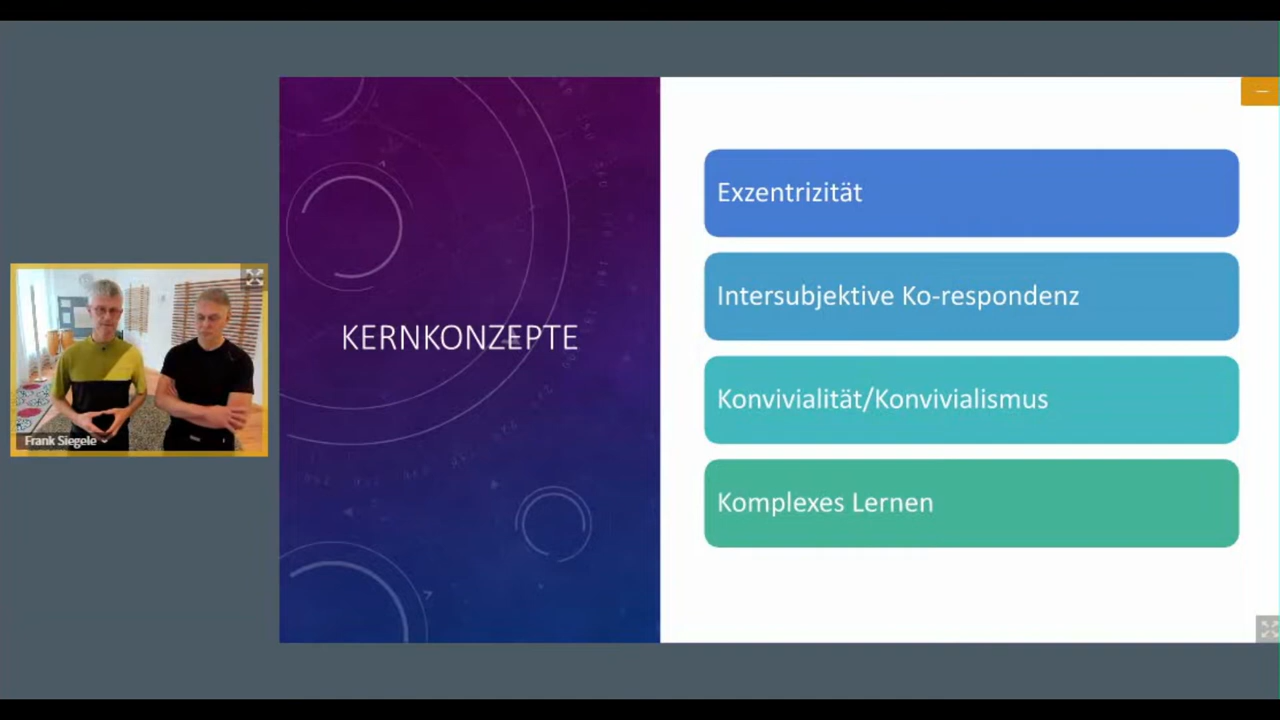 KERNKONZEPTE
Exzentrizität
Intersubjektive Ko-respondenz
Konvivialität/Konvivialismus
Komplexes Lernen
Frank Siegele